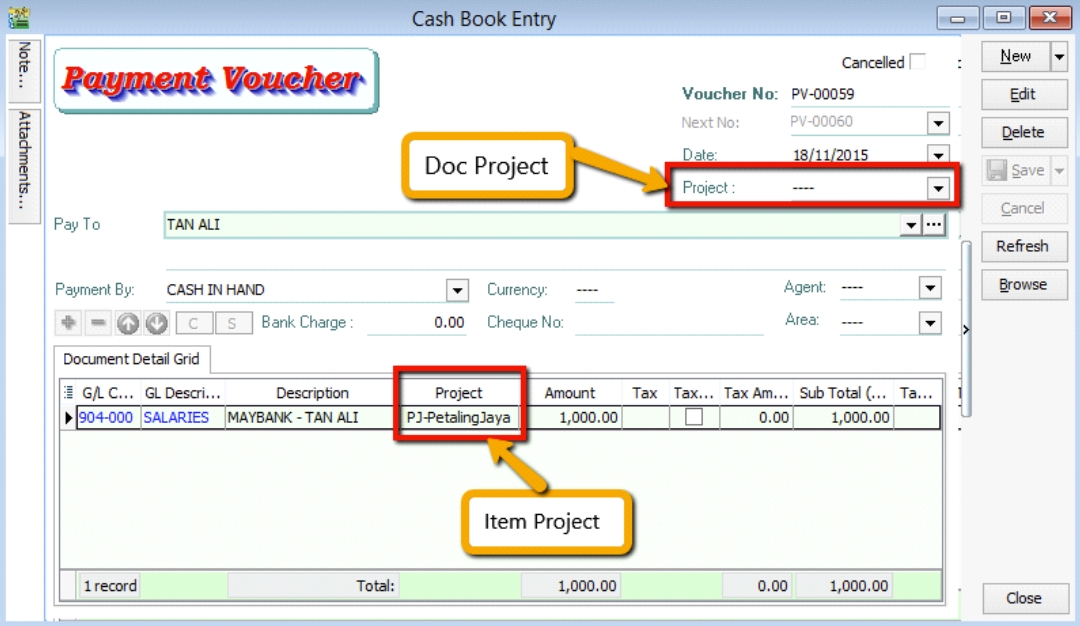 Cash Book Entry
Note...
Attachments...
Payment Voucher
Cancelled
Voucher No: PV-00059
Next No: PV-00060
Date: 18/11/2015
Project : ----
Doc Project
Pay To TAN ALI
Payment By: CASH IN HAND Currency: ---- Agent: ----
C S Bank Charge : 0.00 Cheque No: Area: ----
Document Detail Grid
G/L C... GL Descri... Description Project Amount Tax Tax... Tax Am... Sub Total (... Ta...
904-000 SALARIES MAYBANK - TAN ALI PJ-PetalingJaya 1,000.00 0.00 1,000.00
Item Project
1 record Total: 1,000.00 0.00 1,000.00
New
Edit
Delete
Save
Cancel
Refresh
Browse
Close